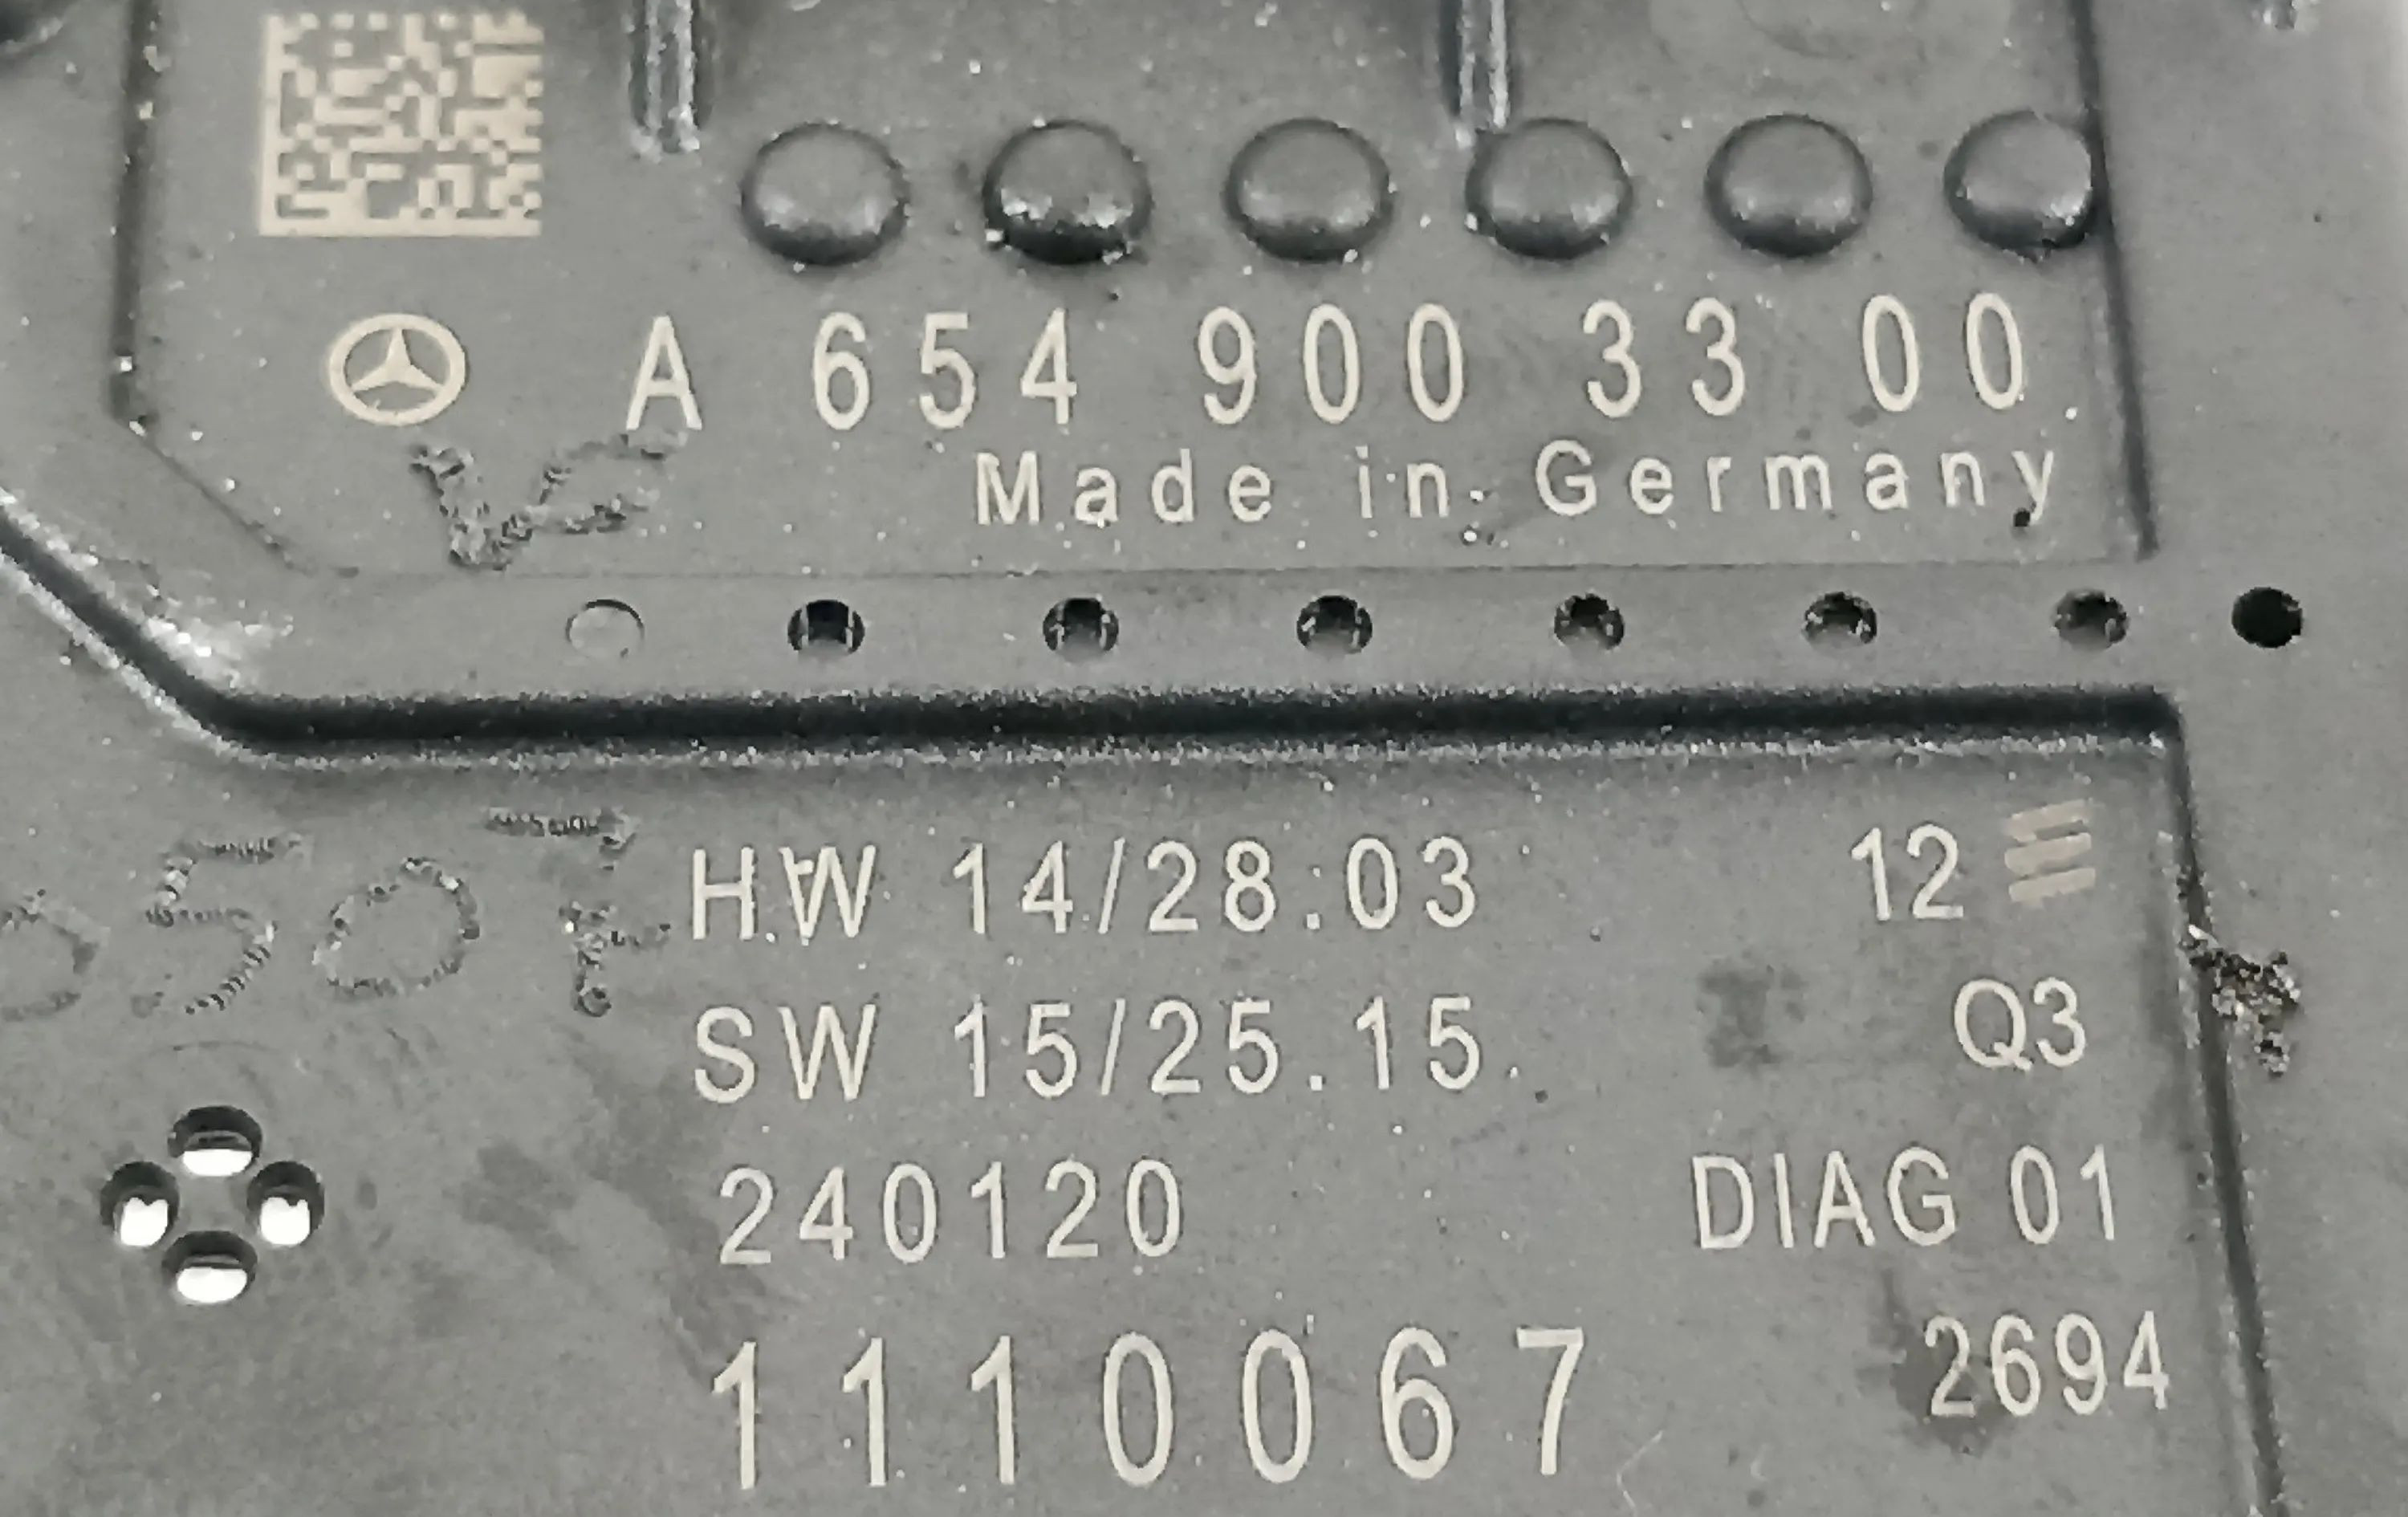 A 654 900 33 00
Made in Germany
HW 14/28.03 12
SW 15/25.15 Q3
240120 DIAG 01
1110067 2694